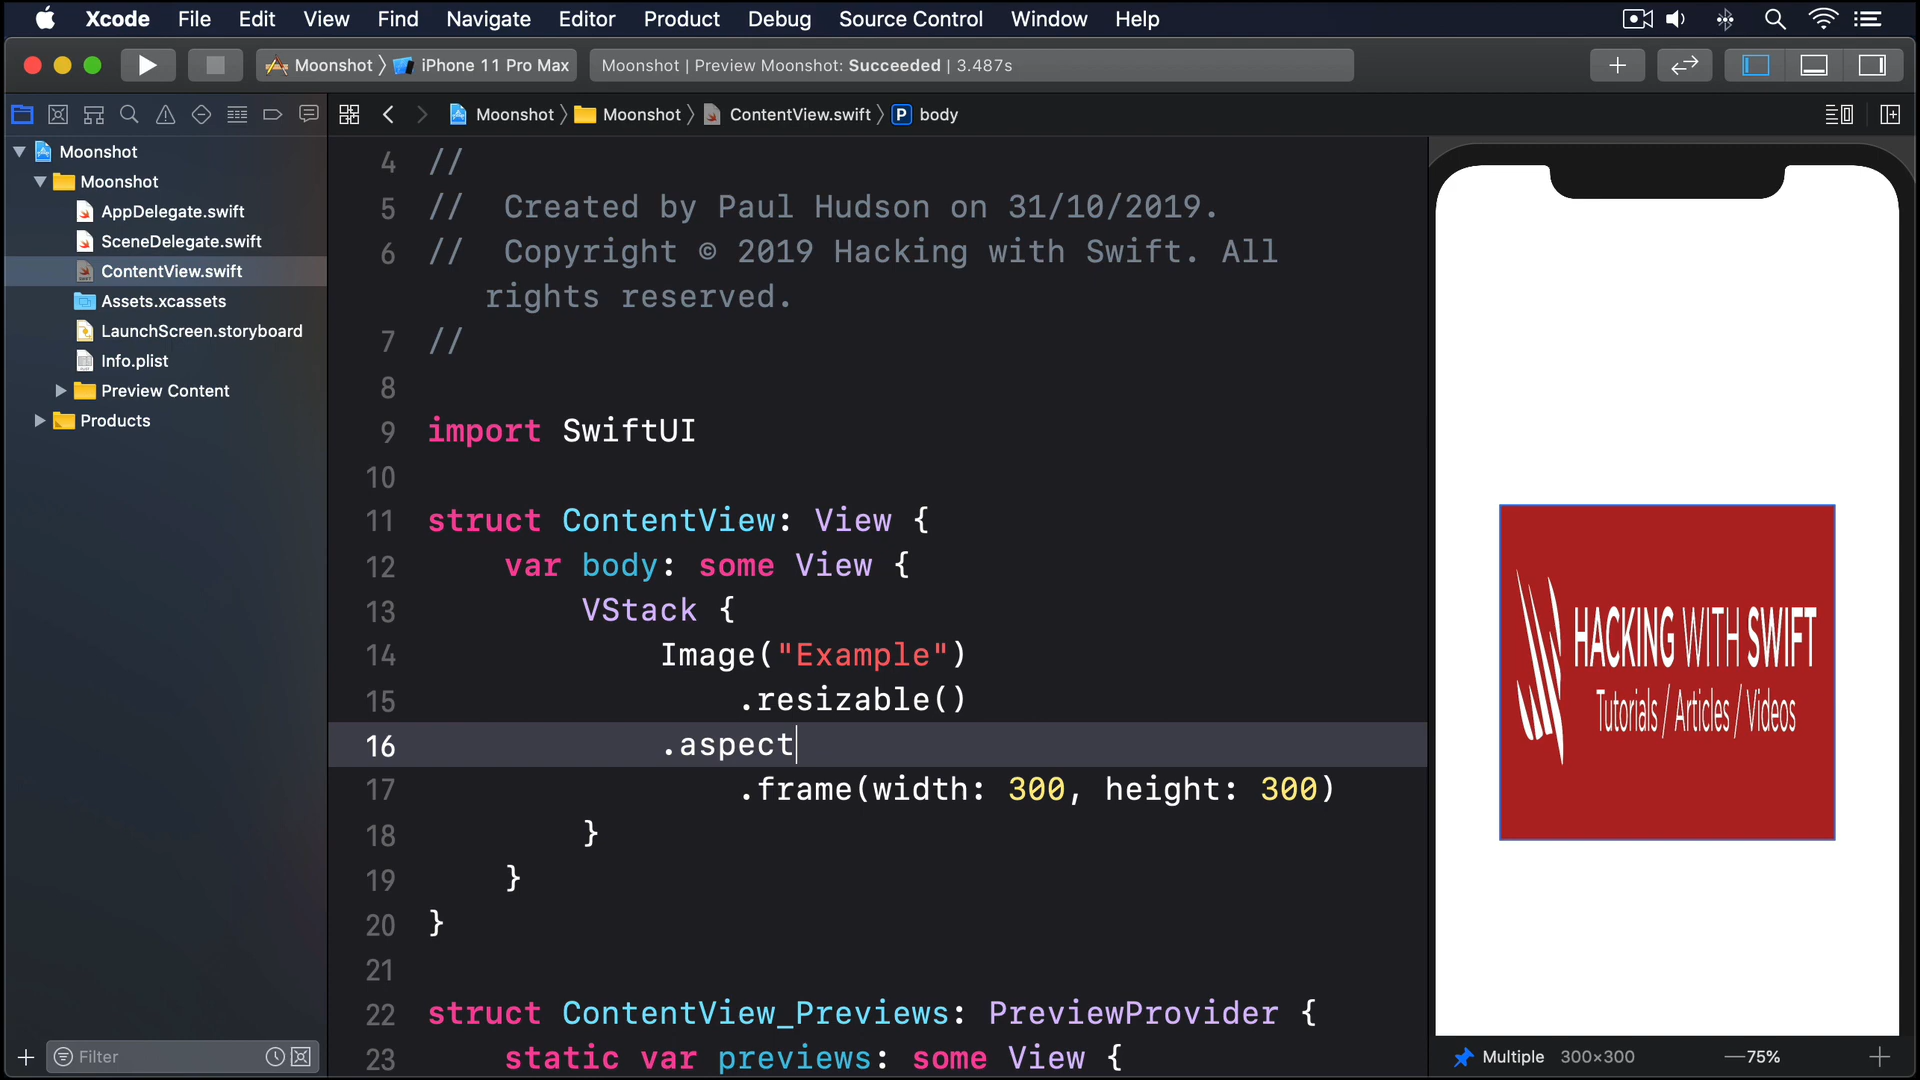 Xcode File Edit View Find Navigate Editor Product Debug Source Control Window Help
Moonshot 〉 iPhone 11 Pro Max
Moonshot | Preview Moonshot: Succeeded | 3.487s
Moonshot 〉 Moonshot 〉 ContentView.swift 〉 P body
Moonshot
Moonshot
AppDelegate.swift
SceneDelegate.swift
ContentView.swift
Assets.xcassets
LaunchScreen.storyboard
Info.plist
Preview Content
Products
Filter
4 //
5 //  Created by Paul Hudson on 31/10/2019.
6 //  Copyright © 2019 Hacking with Swift. All
rights reserved.
7 //
8
9 import SwiftUI
10
11 struct ContentView: View {
12     var body: some View {
13         VStack {
14             Image("Example")
15                 .resizable()
16             .aspect
17                 .frame(width: 300, height: 300)
18         }
19     }
20 }
21
22 struct ContentView_Previews: PreviewProvider {
23     static var previews: some View {
HACKING WITH SWIFT
Tutorials / Articles / Videos
Multiple 300×300 —75% +